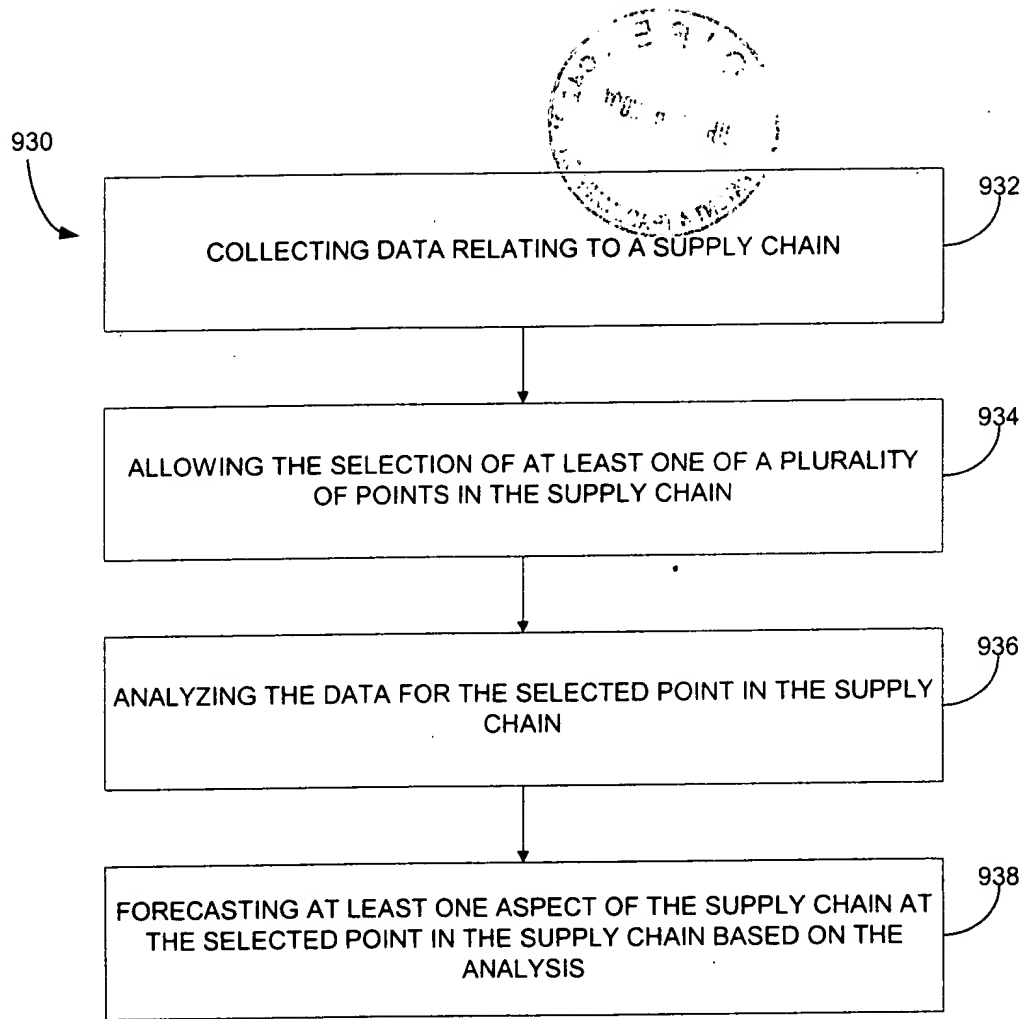 930
932
COLLECTING DATA RELATING TO A SUPPLY CHAIN
934
ALLOWING THE SELECTION OF AT LEAST ONE OF A PLURALITY
OF POINTS IN THE SUPPLY CHAIN
936
ANALYZING THE DATA FOR THE SELECTED POINT IN THE SUPPLY
CHAIN
938
FORECASTING AT LEAST ONE ASPECT OF THE SUPPLY CHAIN AT
THE SELECTED POINT IN THE SUPPLY CHAIN BASED ON THE
ANALYSIS